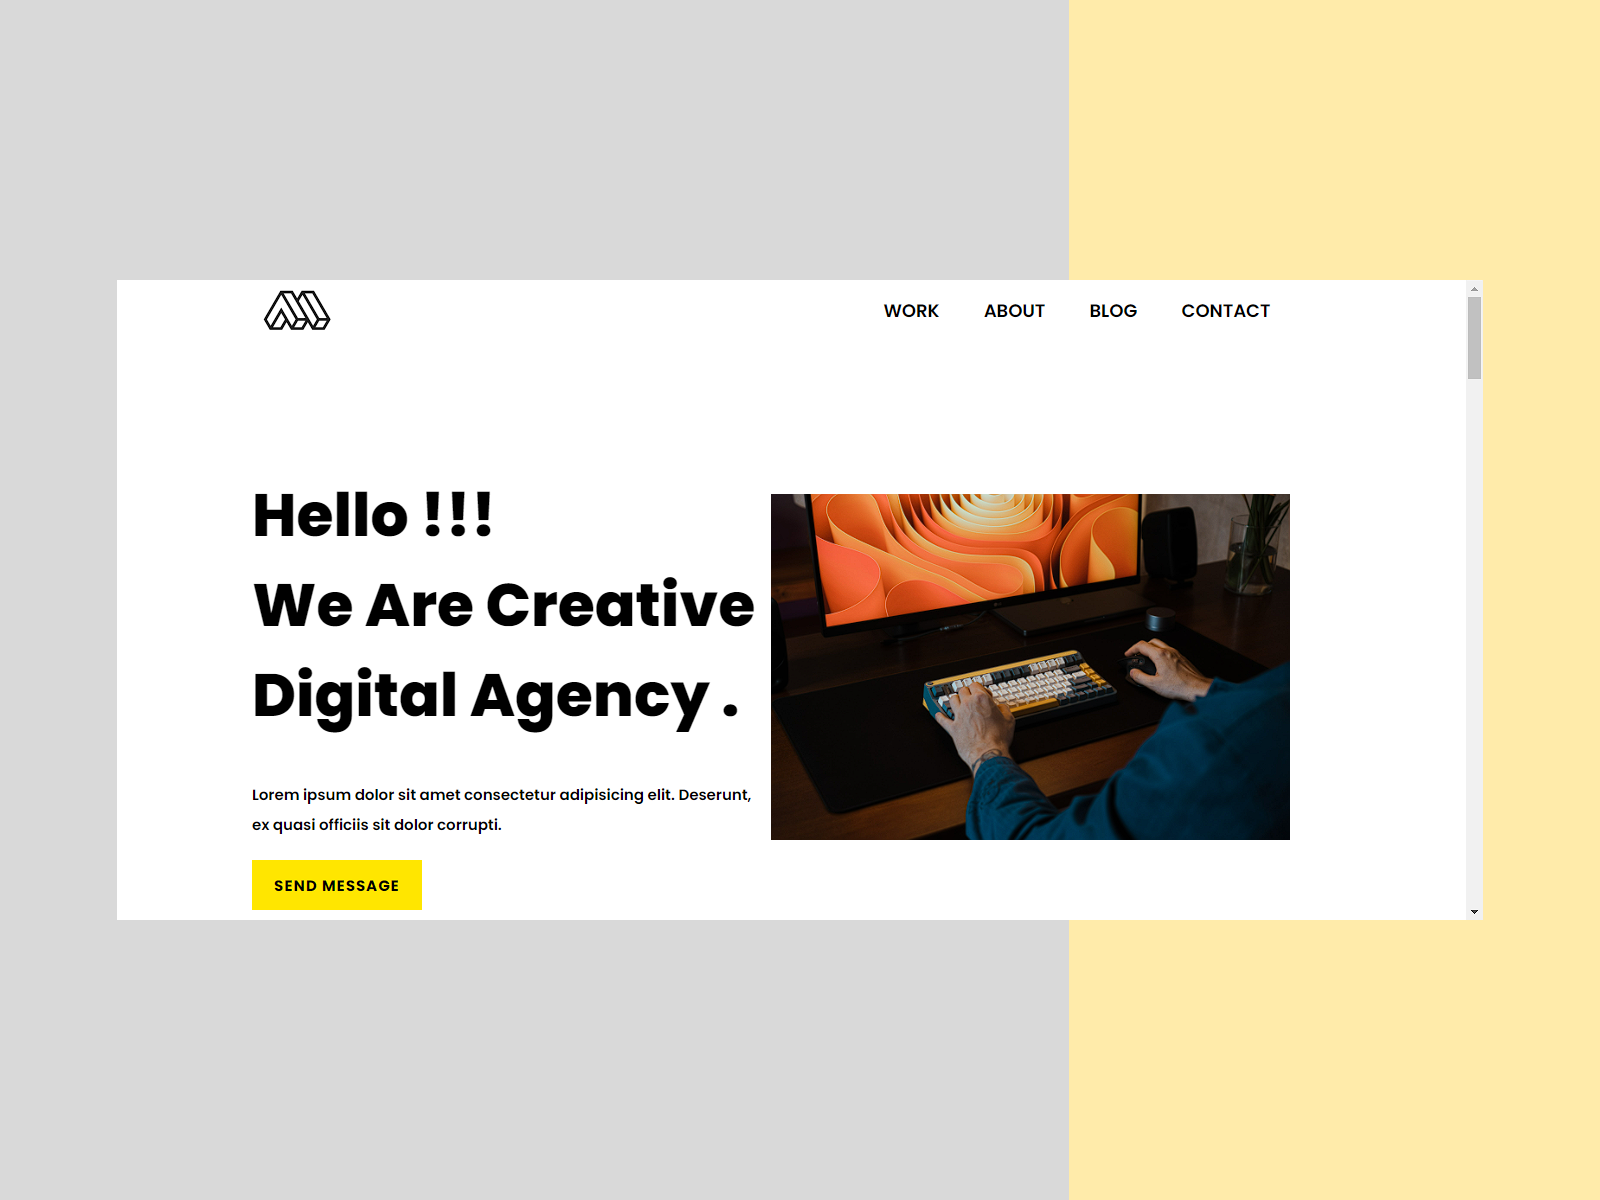 WORK ABOUT BLOG CONTACT
Hello !!!
We Are Creative
Digital Agency .
Lorem ipsum dolor sit amet consectetur adipisicing elit. Deserunt,
ex quasi officiis sit dolor corrupti.
SEND MESSAGE